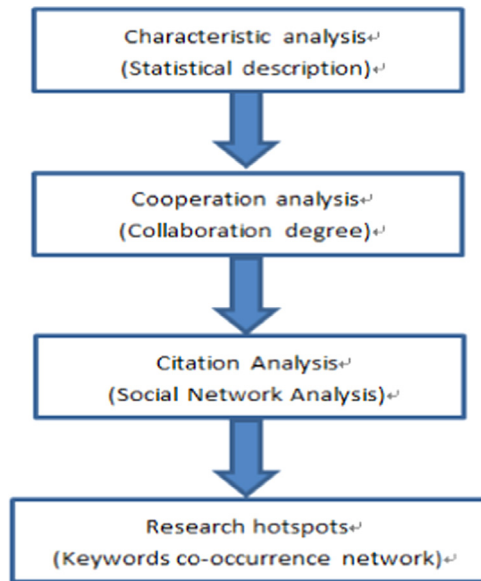 Characteristic analysis↵
(Statistical description)↵
Cooperation analysis↵
(Collaboration degree)↵
Citation Analysis↵
(Social Network Analysis)↵
Research hotspots↵
(Keywords co-occurrence network)↵